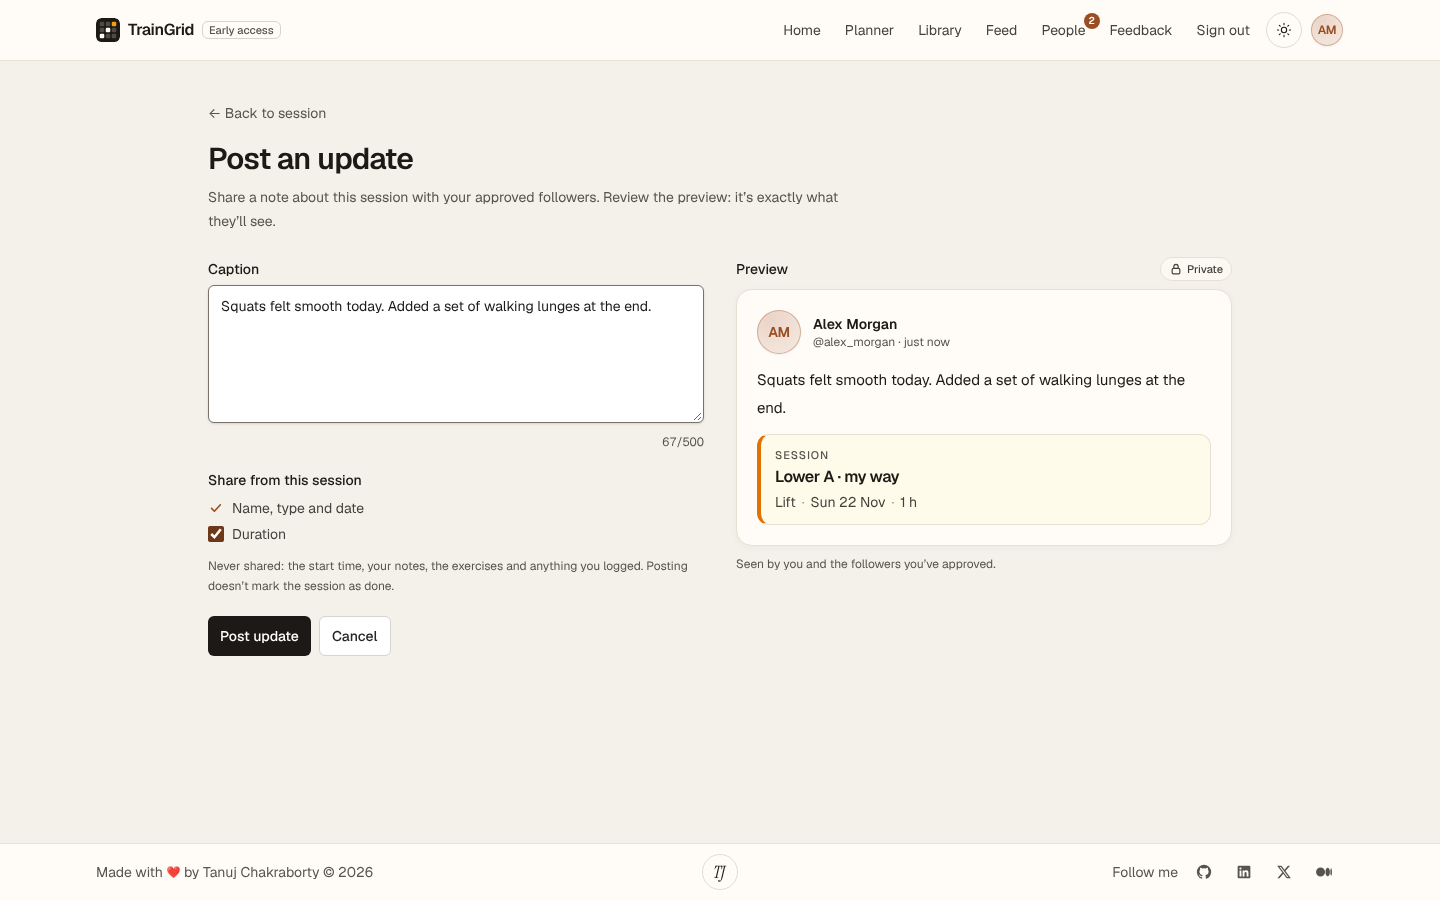 TrainGrid Early access Home Planner Library Feed People 2 Feedback Sign out AM
← Back to session
Post an update
Share a note about this session with your approved followers. Review the preview: it’s exactly what
they’ll see.
Caption
Squats felt smooth today. Added a set of walking lunges at the end.
67/500
Share from this session
Name, type and date
Duration
Never shared: the start time, your notes, the exercises and anything you logged. Posting
doesn’t mark the session as done.
Post update Cancel
Preview Private
AM
Alex Morgan
@alex_morgan · just now
Squats felt smooth today. Added a set of walking lunges at the
end.
SESSION
Lower A · my way
Lift · Sun 22 Nov · 1 h
Seen by you and the followers you’ve approved.
Made with ❤️ by Tanuj Chakraborty © 2026 TJ Follow me